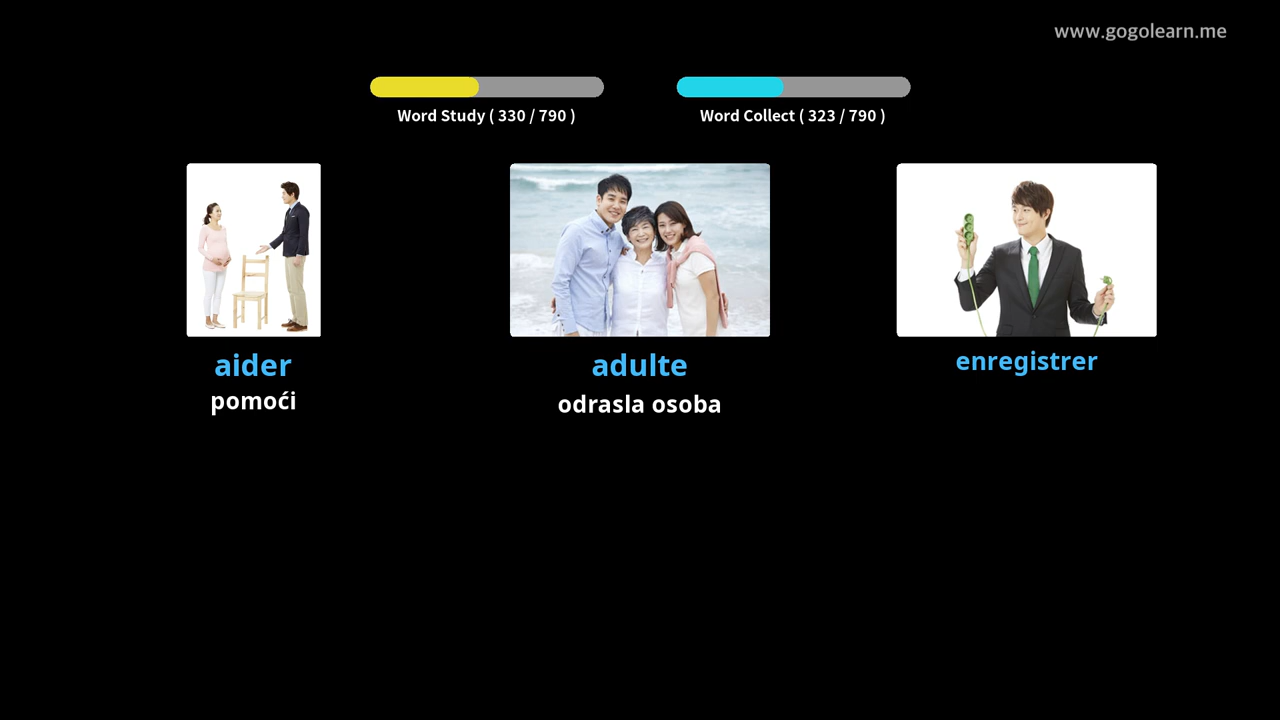 www.gogolearn.me
Word Study ( 330 / 790 )
Word Collect ( 323 / 790 )
aider
pomoći
adulte
odrasla osoba
enregistrer